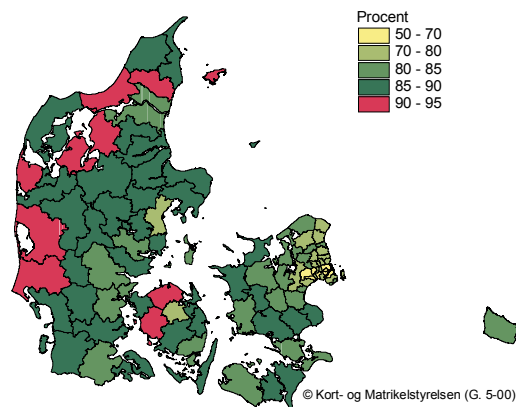 Procent
50 - 70
70 - 80
80 - 85
85 - 90
90 - 95
© Kort- og Matrikelstyrelsen (G. 5-00)